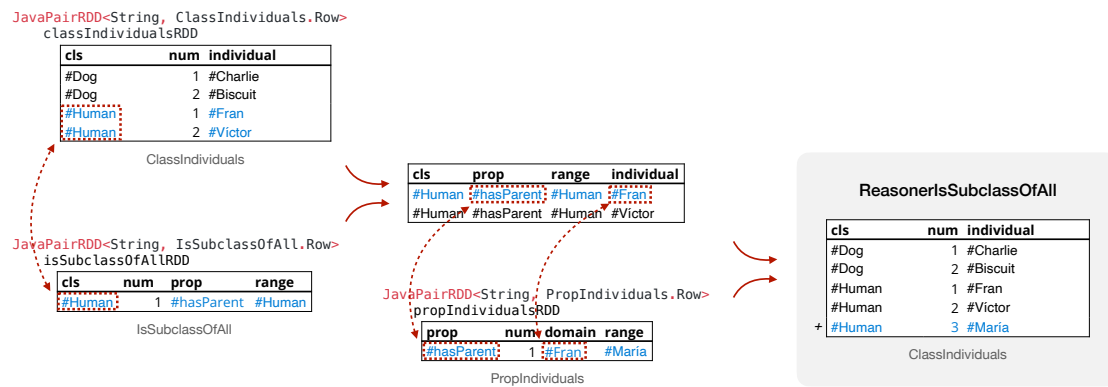 JavaPairRDD<String, ClassIndividuals.Row>
classIndividualsRDD
cls num individual
#Dog 1 #Charlie
#Dog 2 #Biscuit
#Human 1 #Fran
#Human 2 #Víctor
ClassIndividuals
JavaPairRDD<String, IsSubclassOfAll.Row>
isSubclassOfAllRDD
cls num prop range
#Human 1 #hasParent #Human
IsSubclassOfAll
cls prop range individual
#Human #hasParent #Human #Fran
#Human #hasParent #Human #Víctor
JavaPairRDD<String, PropIndividuals.Row>
propIndividualsRDD
prop num domain range
#hasParent 1 #Fran #María
PropIndividuals
ReasonerIsSubclassOfAll
cls num individual
#Dog 1 #Charlie
#Dog 2 #Biscuit
#Human 1 #Fran
#Human 2 #Víctor
+ #Human 3 #María
ClassIndividuals